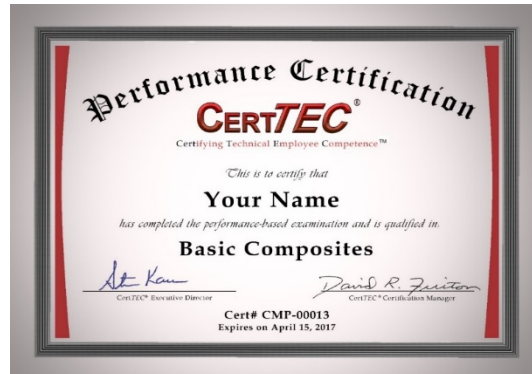 Performance Certification
CERTTEC®
Certifying Technical Employee Competence™
This is to certify that
Your Name
has completed the performance-based examination and is qualified in:
Basic Composites
David R.
CertTEC® Executive Director
CertTEC® Certification Manager
Cert# CMP-00013
Expires on April 15, 2017